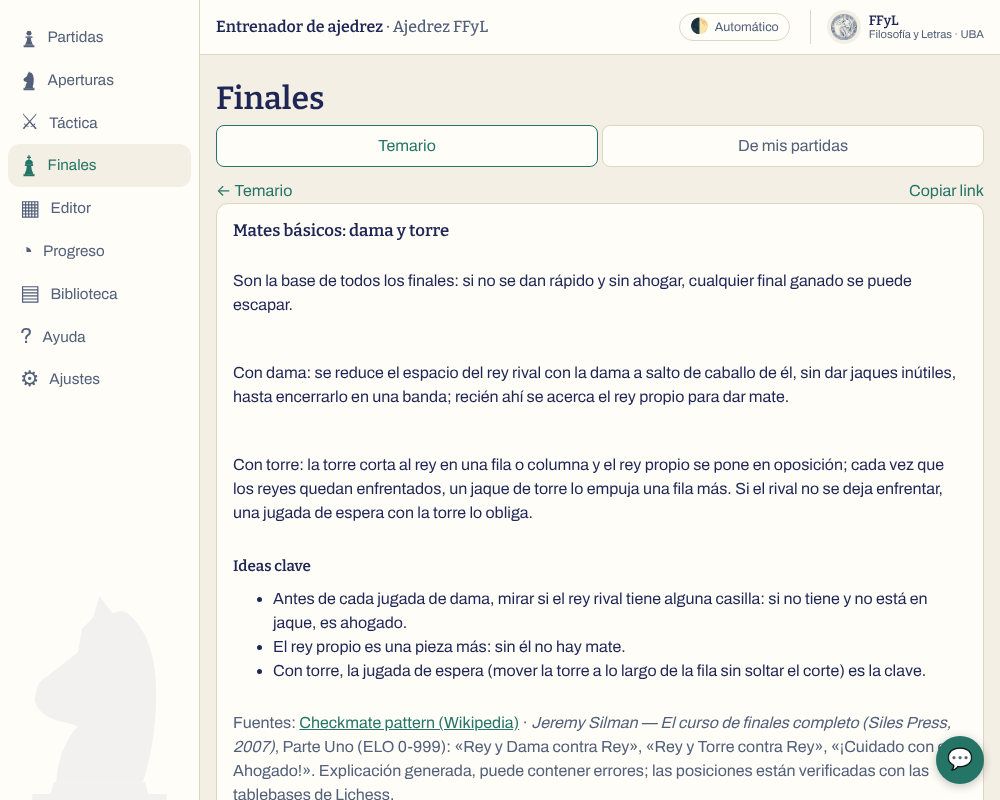 Partidas
Aperturas
Táctica
Finales
Editor
Progreso
Biblioteca
Ayuda
Ajustes
Entrenador de ajedrez · Ajedrez FFyL
Automático
FFyL
Filosofía y Letras · UBA
Finales
Temario
De mis partidas
← Temario
Copiar link
Mates básicos: dama y torre
Son la base de todos los finales: si no se dan rápido y sin ahogar, cualquier final ganado se puede
escapar.
Con dama: se reduce el espacio del rey rival con la dama a salto de caballo de él, sin dar jaques inútiles,
hasta encerrarlo en una banda; recién ahí se acerca el rey propio para dar mate.
Con torre: la torre corta al rey en una fila o columna y el rey propio se pone en oposición; cada vez que
los reyes quedan enfrentados, un jaque de torre lo empuja una fila más. Si el rival no se deja enfrentar,
una jugada de espera con la torre lo obliga.
Ideas clave
• Antes de cada jugada de dama, mirar si el rey rival tiene alguna casilla: si no tiene y no está en
jaque, es ahogado.
• El rey propio es una pieza más: sin él no hay mate.
• Con torre, la jugada de espera (mover la torre a lo largo de la fila sin soltar el corte) es la clave.
Fuentes: Checkmate pattern (Wikipedia) · Jeremy Silman — El curso de finales completo (Siles Press,
2007), Parte Uno (ELO 0-999): «Rey y Dama contra Rey», «Rey y Torre contra Rey», «¡Cuidado con
Ahogado!». Explicación generada, puede contener errores; las posiciones están verificadas con las
tablebases de Lichess.